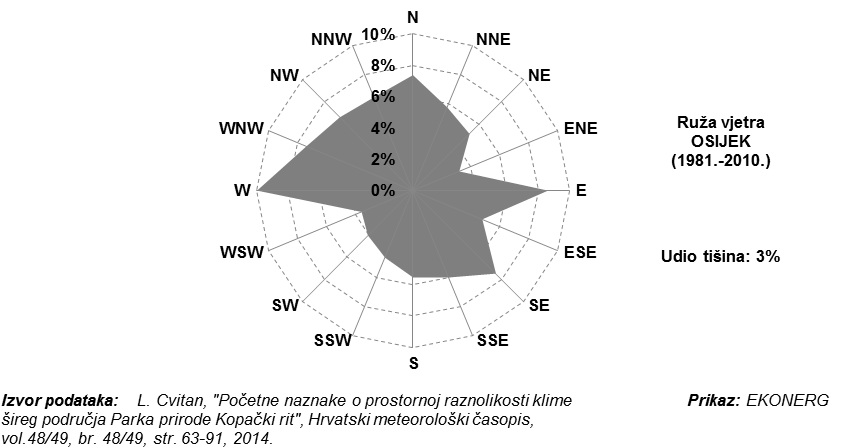 N
NNE
NE
ENE
E
ESE
SE
SSE
S
SSW
SW
WSW
W
WNW
NW
NNW
10%
8%
6%
4%
2%
0%
Ruža vjetra
OSIJEK
(1981.-2010.)
Udio tišina: 3%
Izvor podataka: L. Cvitan, "Početne naznake o prostornoj raznolikosti klime
šireg područja Parka prirode Kopački rit", Hrvatski meteorološki časopis,
vol.48/49, br. 48/49, str. 63-91, 2014.
Prikaz: EKONERG